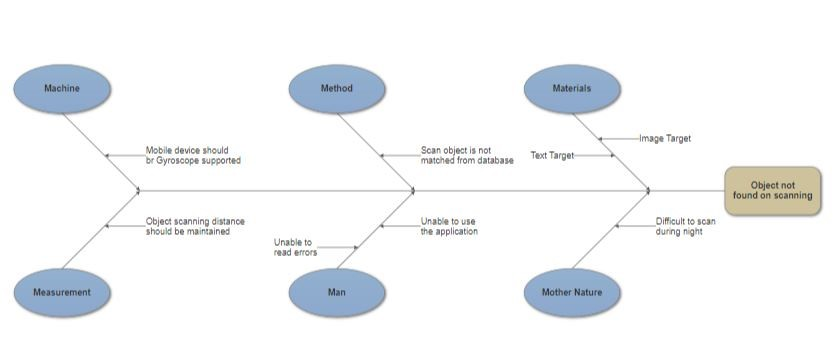 Machine
Method
Materials
Image Target
Mobile device should
br Gyroscope supported
Scan object is not
matched from database
Text Target
Object not
found on scanning
Object scanning distance
should be maintained
Unable to use
the application
Difficult to scan
during night
Unable to
read errors
Measurement
Man
Mother Nature